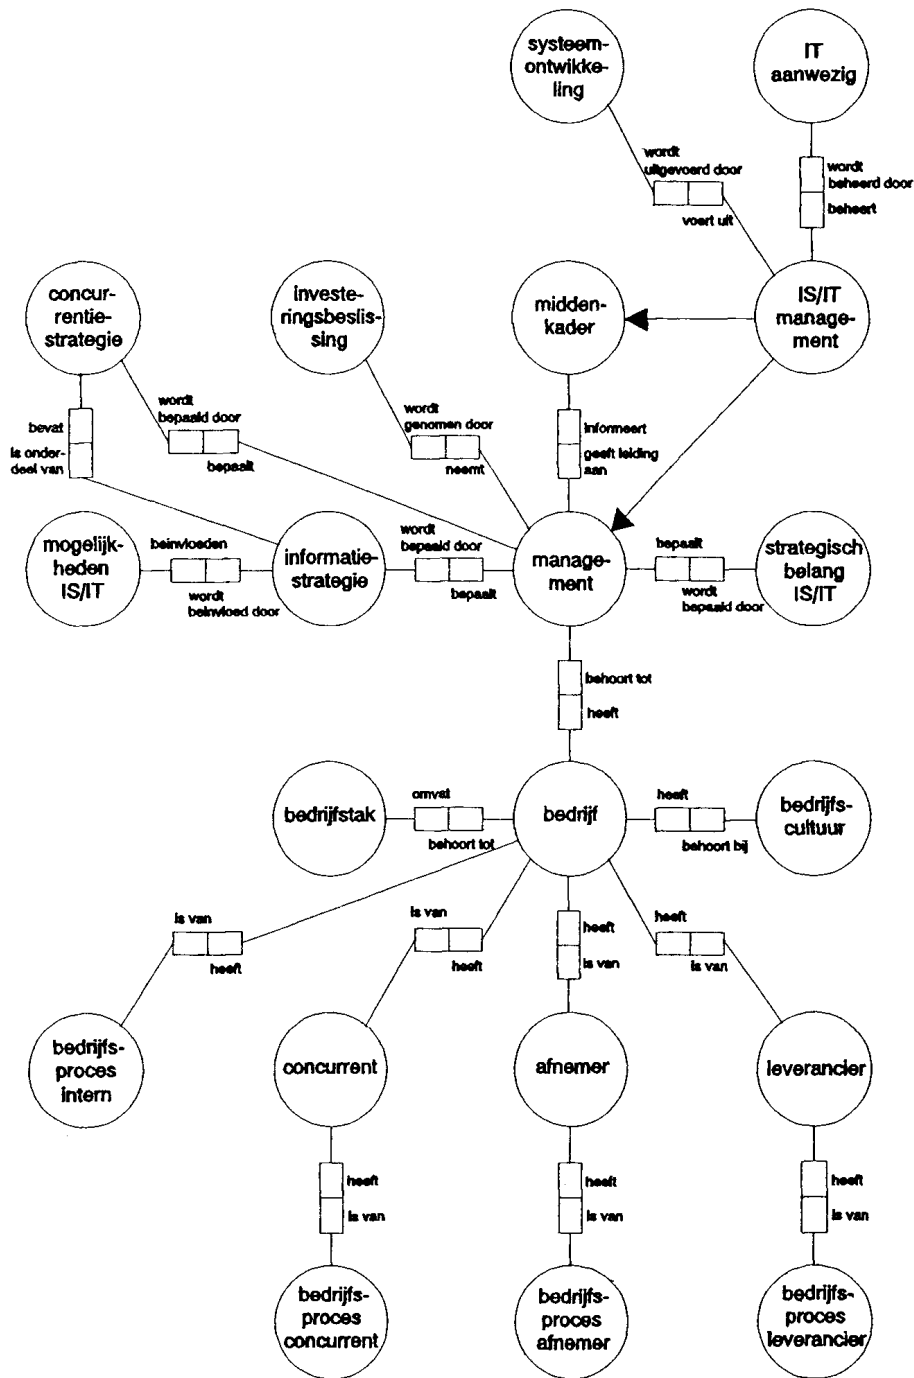 systeem-
ontwikke-
ling
IT
aanwezig
wordt
uitgevoerd door
voert uit
wordt
beheerd door
beheert
concur-
rentie-
strategie
investe-
ringsbeslis-
sing
midden-
kader
IS/IT
manage-
ment
bevat
is onder-
deel van
wordt
bepaald door
bepaalt
wordt
genomen door
neemt
informeert
geeft leiding
aan
mogelijk-
heden
IS/IT
beinvloeden
wordt
beinvloed door
informatie-
strategie
wordt
bepaald door
bepaalt
manage-
ment
bepaalt
wordt
bepaald door
strategisch
belang
IS/IT
behoort tot
heeft
bedrijfstak
omvat
behoort tot
bedrijf
heeft
behoort bij
bedrijfs-
cultuur
is van
heeft
is van
heeft
heeft
is van
heeft
is van
bedrijfs-
proces
intern
concurrent
afnemer
leverancier
heeft
is van
heeft
is van
heeft
is van
bedrijfs-
proces
concurrent
bedrijfs-
proces
afnemer
bedrijfs-
proces
leverancier